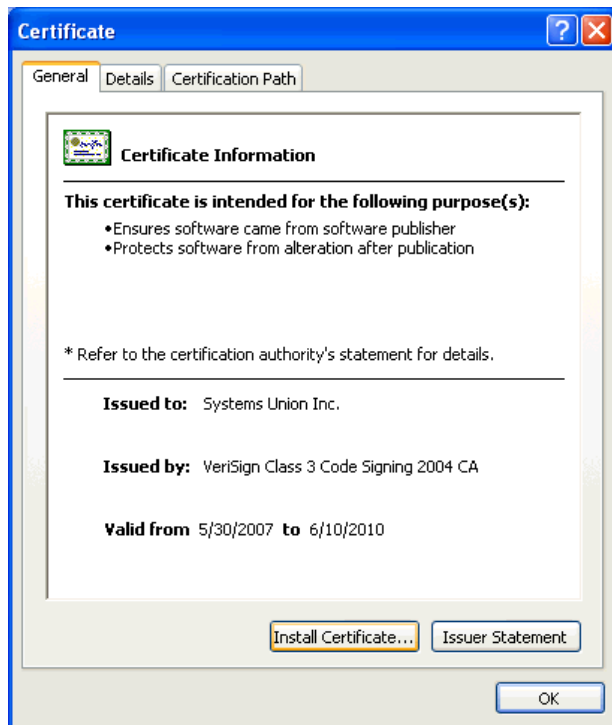 Certificate
General Details Certification Path
Certificate Information
This certificate is intended for the following purpose(s):
•Ensures software came from software publisher
•Protects software from alteration after publication
* Refer to the certification authority's statement for details.
Issued to: Systems Union Inc.
Issued by: VeriSign Class 3 Code Signing 2004 CA
Valid from 5/30/2007 to 6/10/2010
Install Certificate... Issuer Statement
OK